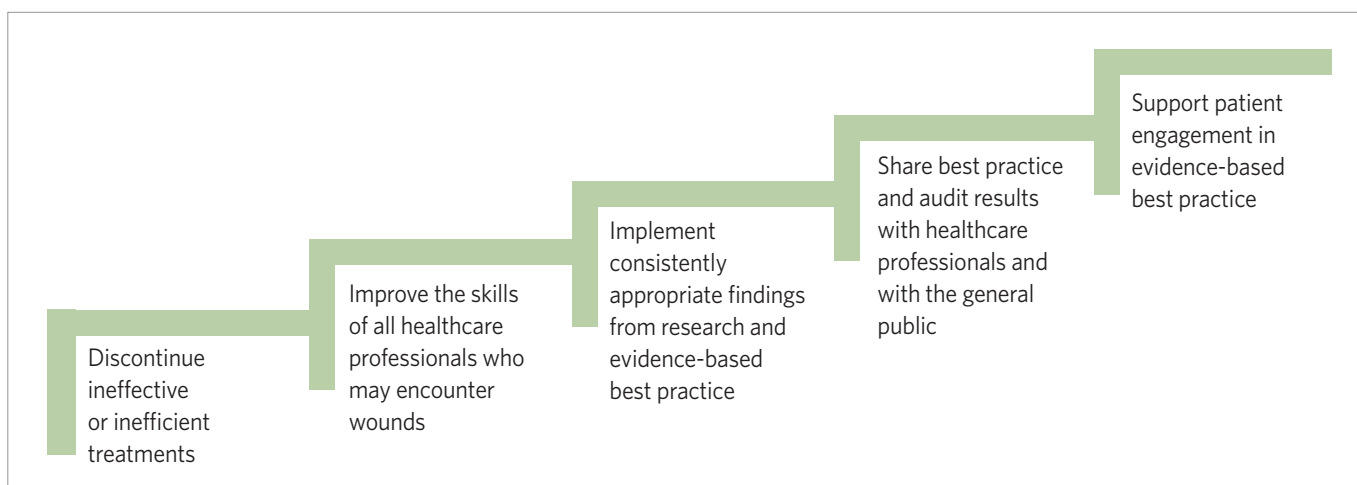 Discontinue
ineffective
or inefficient
treatments
Improve the skills
of all healthcare
professionals who
may encounter
wounds
Implement
consistently
appropriate findings
from research and
evidence-based
best practice
Share best practice
and audit results
with healthcare
professionals and
with the general
public
Support patient
engagement in
evidence-based
best practice